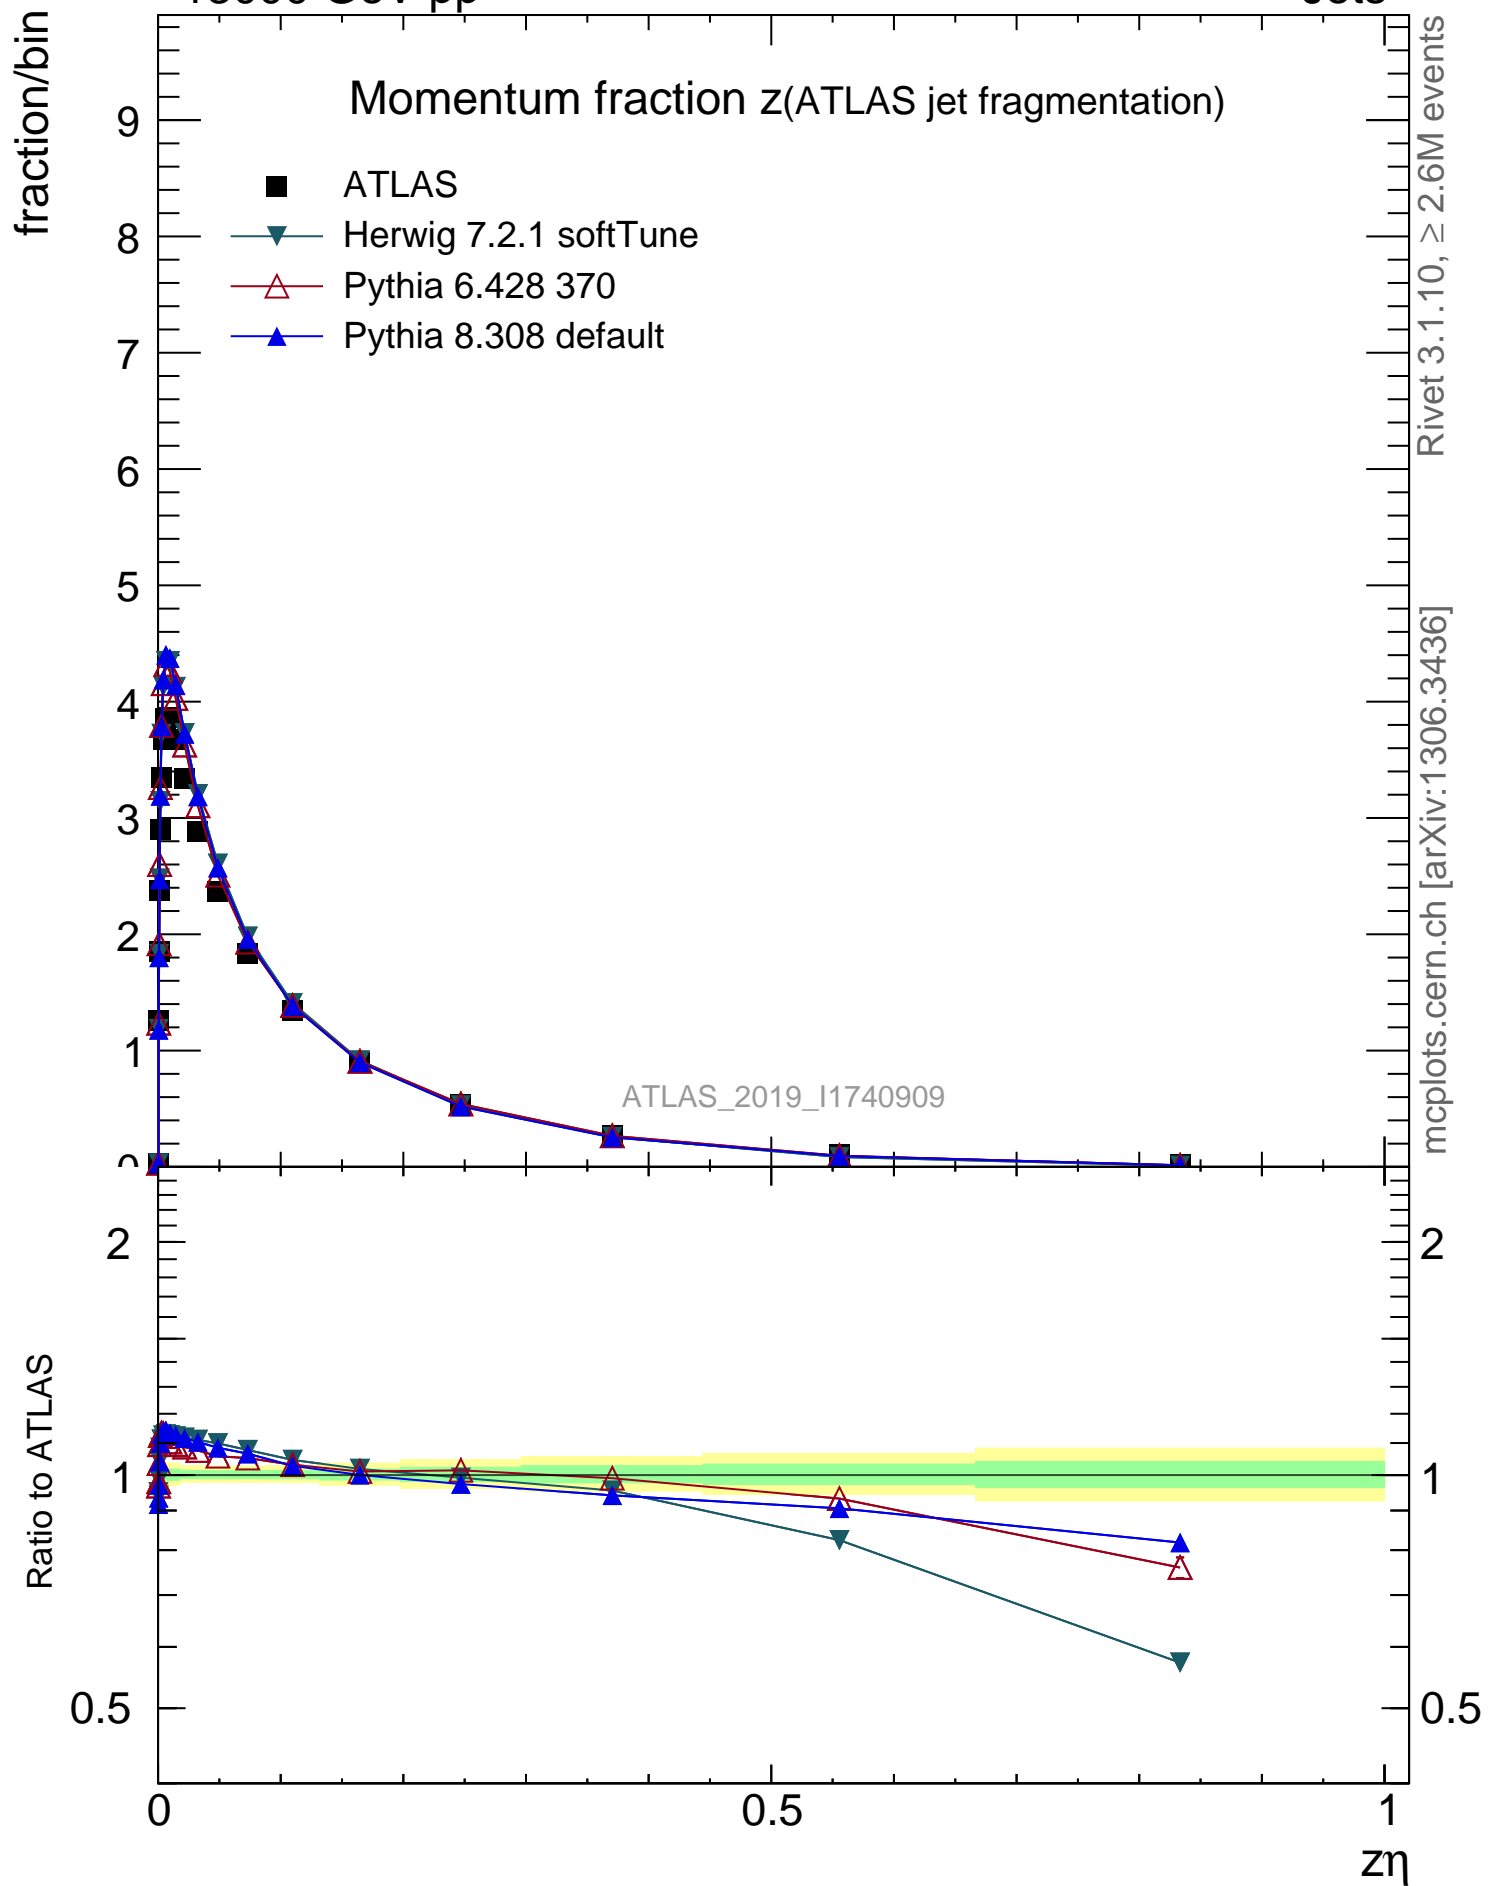 fraction/bin
Momentum fraction z(ATLAS jet fragmentation)
ATLAS
Herwig 7.2.1 softTune
Pythia 6.428 370
Pythia 8.308 default
9
8
7
6
5
4
3
2
1
ATLAS_2019_I1740909
Rivet 3.1.10, ≥ 2.6M events
mcplots.cern.ch [arXiv:1306.3436]
Ratio to ATLAS
2
1
0.5
2
1
0.5
0
0.5
1
zη